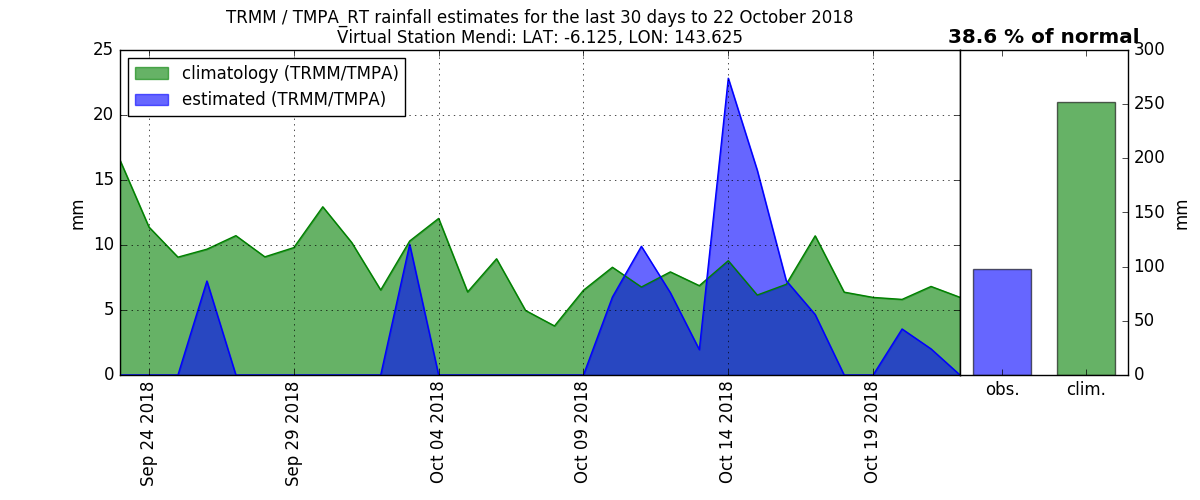 TRMM / TMPA_RT rainfall estimates for the last 30 days to 22 October 2018
Virtual Station Mendi: LAT: -6.125, LON: 143.625
38.6 % of normal
climatology (TRMM/TMPA)
estimated (TRMM/TMPA)
25
20
15
10
5
0
mm
Sep 24 2018
Sep 29 2018
Oct 04 2018
Oct 09 2018
Oct 14 2018
Oct 19 2018
300
250
200
150
100
50
0
mm
obs.
clim.